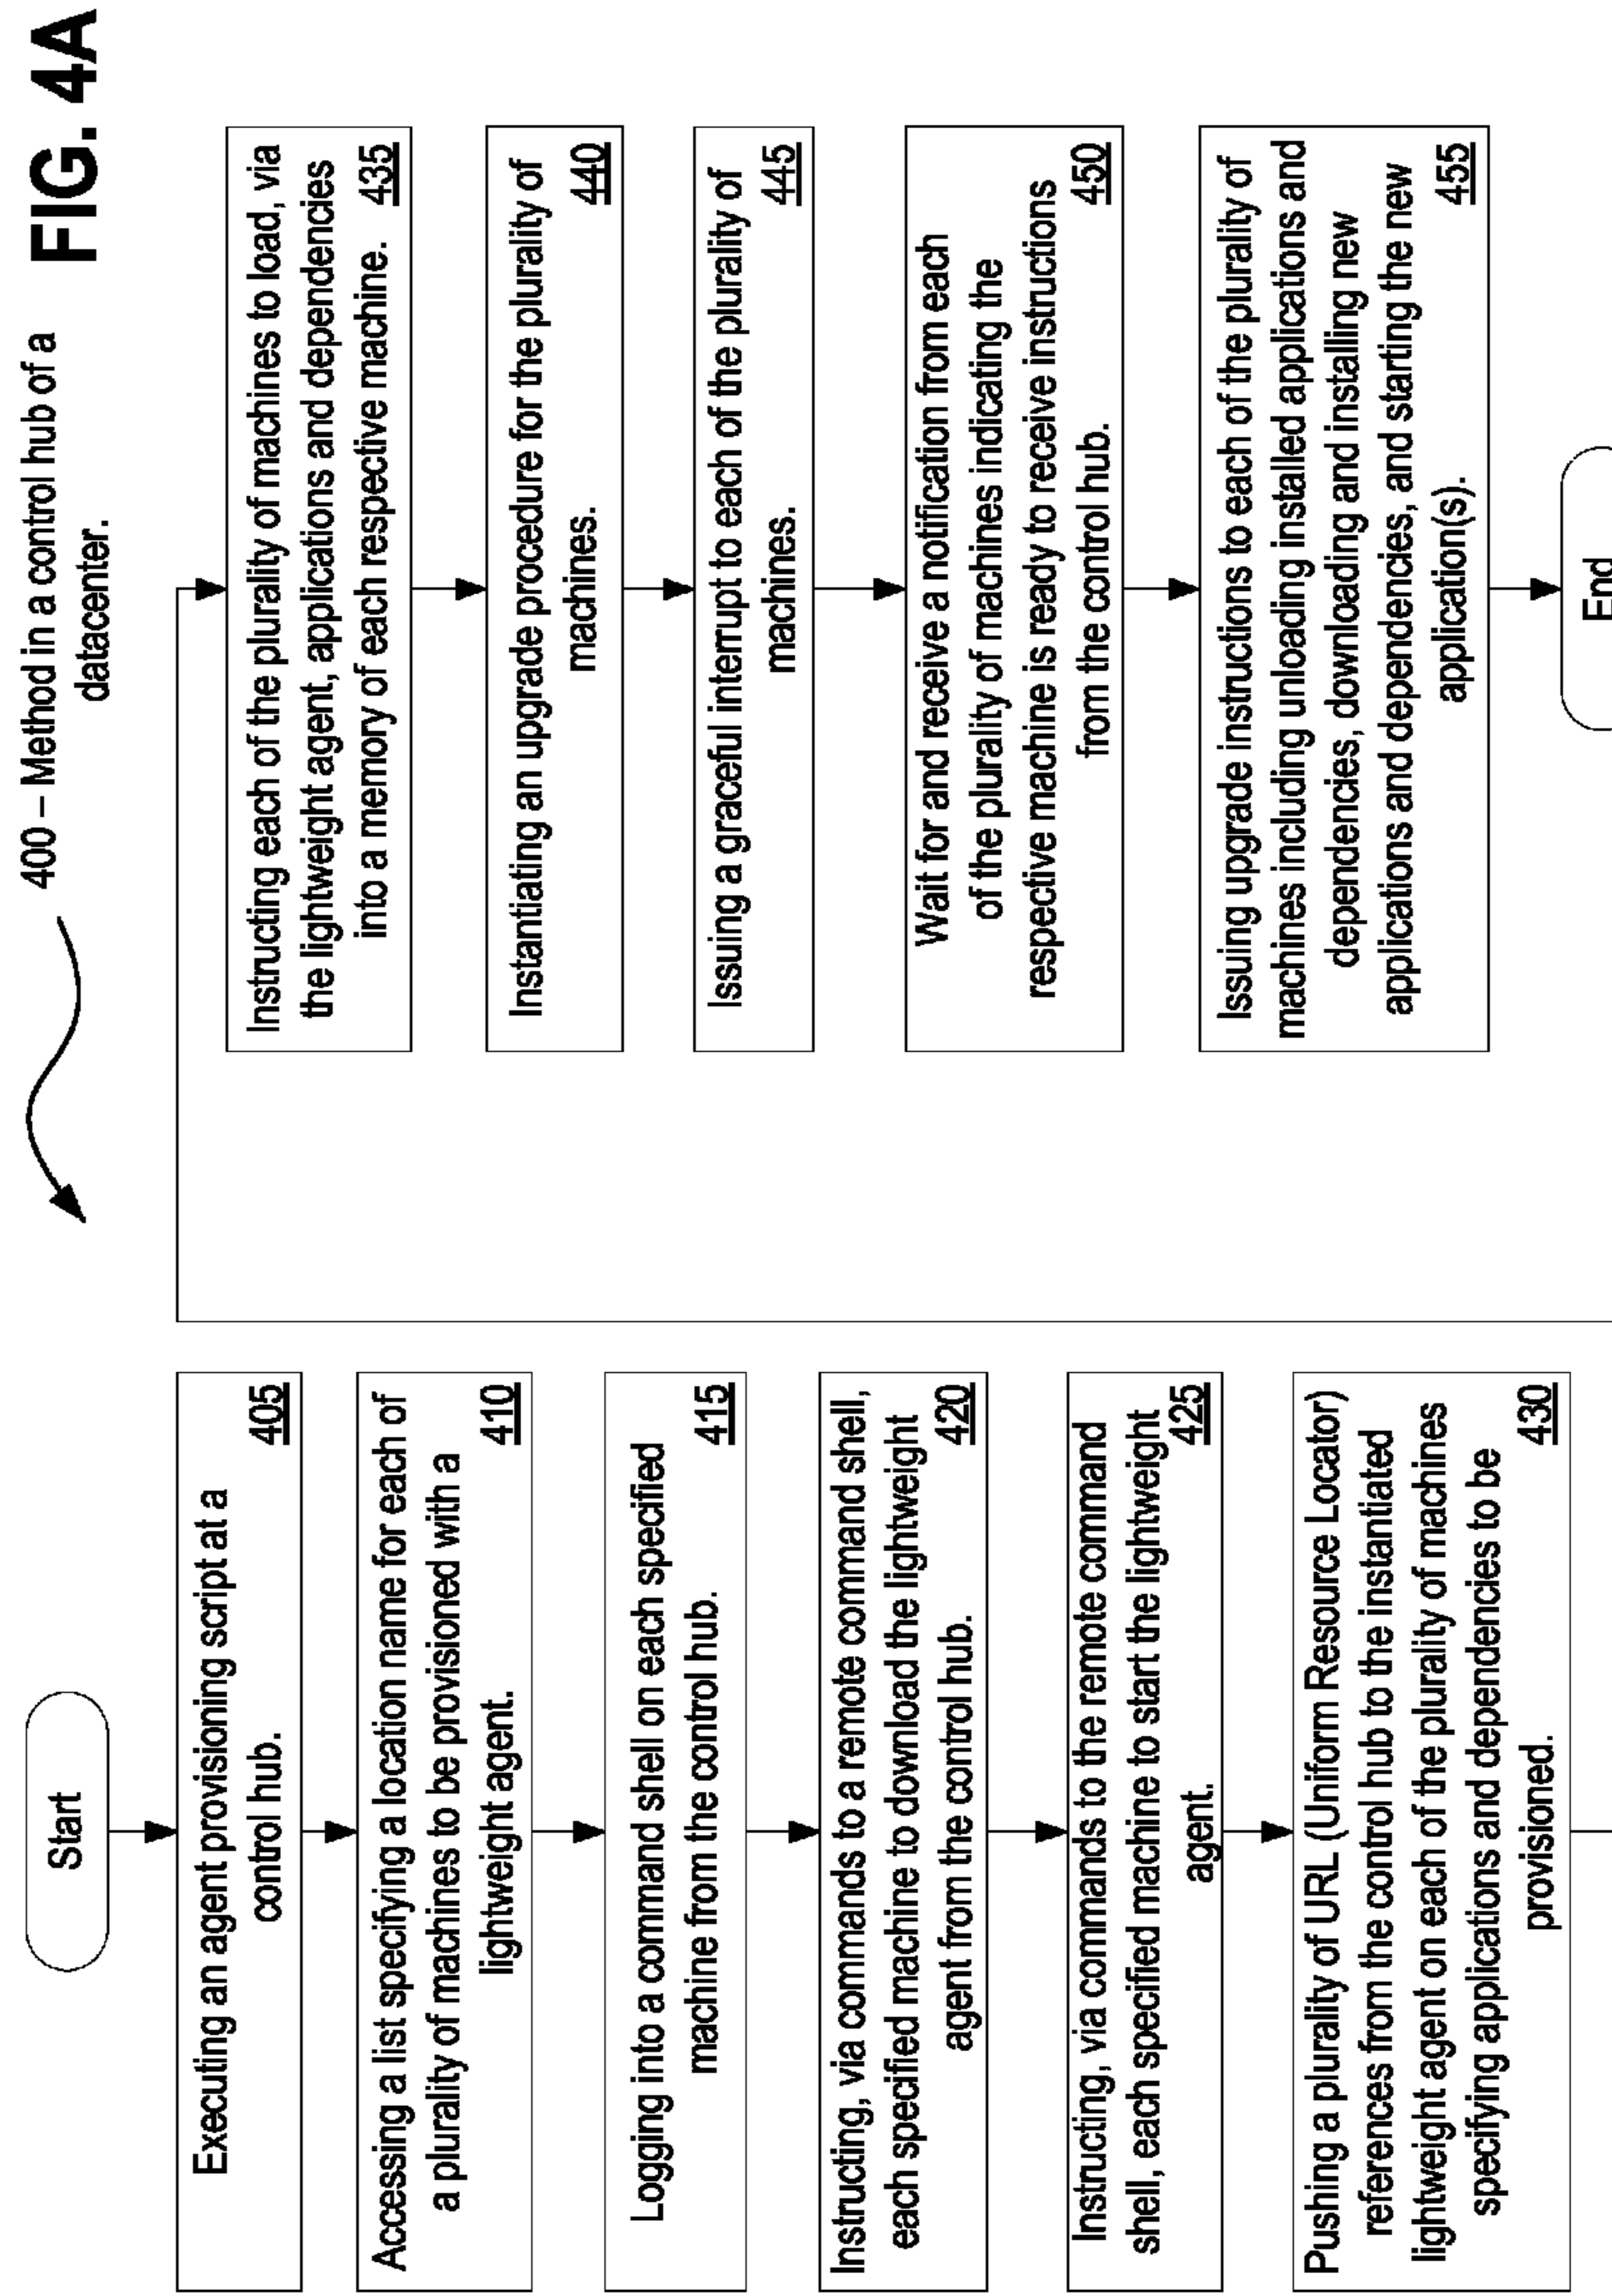 400 – Method in a control hub of a
datacenter.
FIG. 4A
Start
Executing an agent provisioning script at a
control hub.
405
Accessing a list specifying a location name for each of
a plurality of machines to be provisioned with a
lightweight agent.
410
Logging into a command shell on each specified
machine from the control hub.
415
Instructing, via commands to a remote command shell,
each specified machine to download the lightweight
agent from the control hub.
420
Instructing, via commands to the remote command
shell, each specified machine to start the lightweight
agent.
425
Pushing a plurality of URL (Uniform Resource Locator)
references from the control hub to the instantiated
lightweight agent on each of the plurality of machines
specifying applications and dependencies to be
provisioned.
430
Instructing each of the plurality of machines to load, via
the lightweight agent, applications and dependencies
into a memory of each respective machine.
435
Instantiating an upgrade procedure for the plurality of
machines.
440
Issuing a graceful interrupt to each of the plurality of
machines.
445
Wait for and receive a notification from each
of the plurality of machines indicating the
respective machine is ready to receive instructions
from the control hub.
450
Issuing upgrade instructions to each of the plurality of
machines including unloading installed applications and
dependencies, downloading and installing new
applications and dependencies, and starting the new
application(s).
455
End